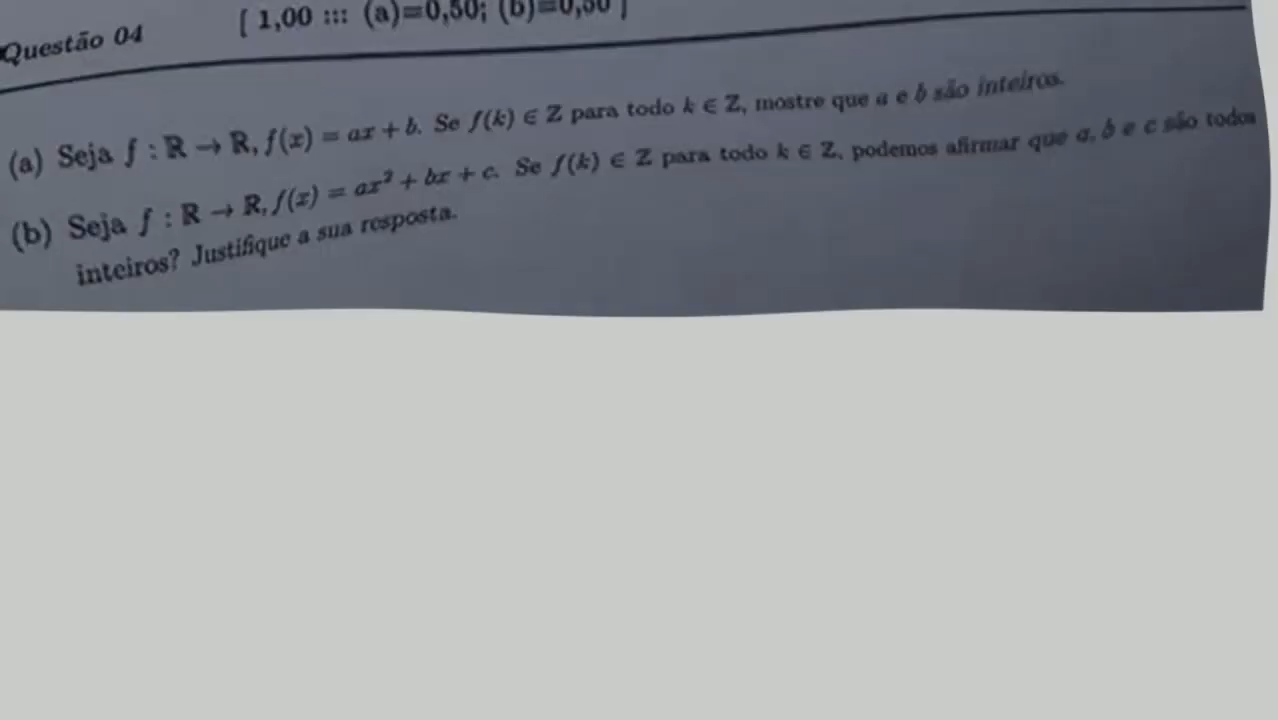 Questão 04 [ 1,00 ::: (a)=0,50; (b)=0,50 ]
(a) Seja f : ℝ → ℝ, f(x) = ax + b. Se f(k) ∈ ℤ para todo k ∈ ℤ, mostre que a e b são inteiros.
(b) Seja f : ℝ → ℝ, f(x) = ax² + bx + c. Se f(k) ∈ ℤ para todo k ∈ ℤ, podemos afirmar que a, b e c são todos
inteiros? Justifique a sua resposta.